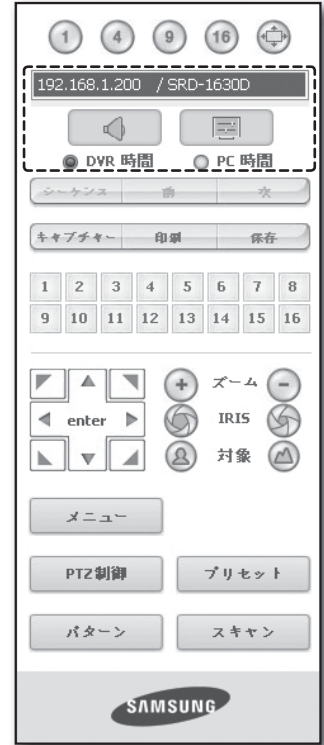 1 4 9 16
192.168.1.200 / SRD-1630D
DVR 時間 PC 時間
シーケンス 前 次
キャプチャー 印刷 保存
1 2 3 4 5 6 7 8
9 10 11 12 13 14 15 16
ズーム
enter IRIS
対象
メニュー
PTZ制御 プリセット
パターン スキャン
SAMSUNG